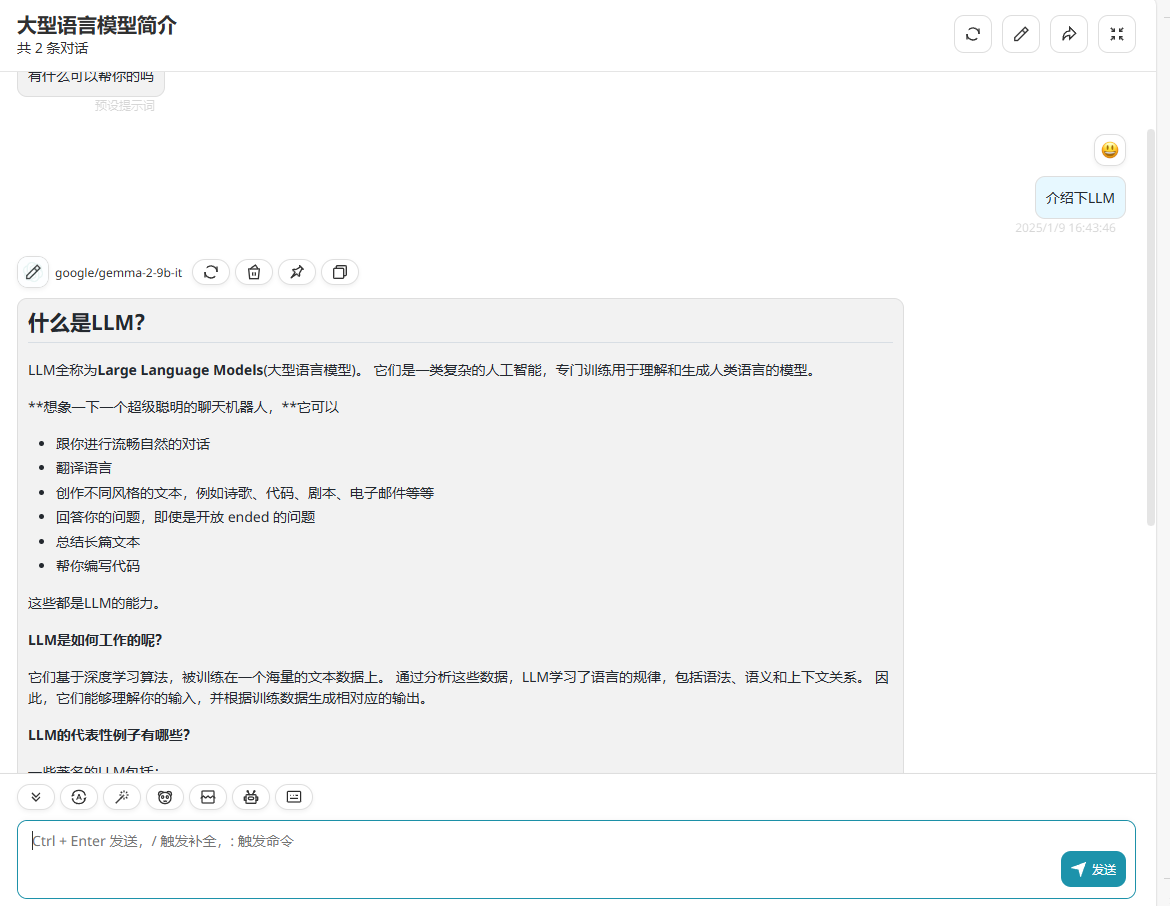 大型语言模型简介
共 2 条对话
有什么可以帮你的吗
预设提示词
介绍下LLM
2025/1/9 16:43:46
google/gemma-2-9b-it
什么是LLM?
LLM全称为Large Language Models(大型语言模型)。 它们是一类复杂的人工智能，专门训练用于理解和生成人类语言的模型。
**想象一下一个超级聪明的聊天机器人，**它可以
跟你进行流畅自然的对话
翻译语言
创作不同风格的文本，例如诗歌、代码、剧本、电子邮件等等
回答你的问题，即使是开放 ended 的问题
总结长篇文本
帮你编写代码
这些都是LLM的能力。
LLM是如何工作的呢?
它们基于深度学习算法，被训练在一个海量的文本数据上。 通过分析这些数据，LLM学习了语言的规律，包括语法、语义和上下文关系。 因
此，它们能够理解你的输入，并根据训练数据生成相对应的输出。
LLM的代表性例子有哪些?
一些著名的LLM包括：
Ctrl + Enter 发送，/ 触发补全，: 触发命令
发送